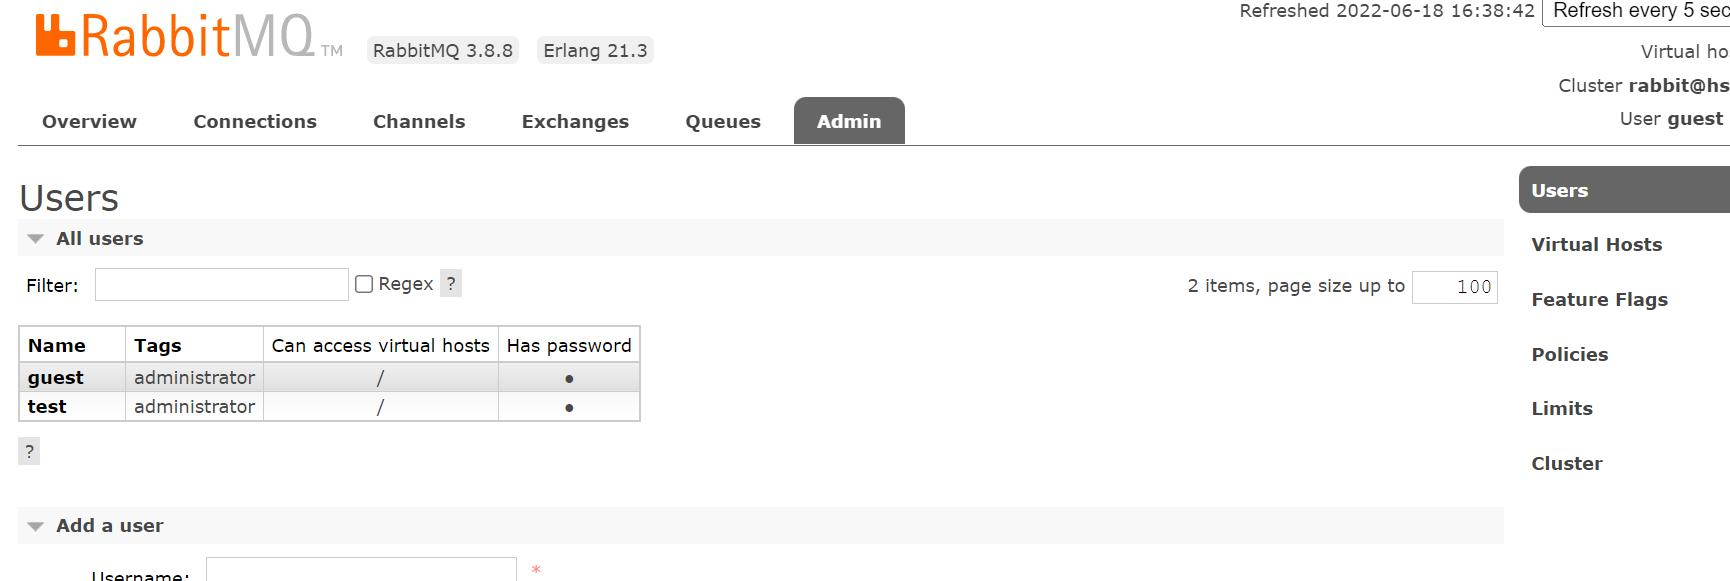 Refreshed 2022-06-18 16:38:42 Refresh every 5 sec
RabbitMQ TM RabbitMQ 3.8.8 Erlang 21.3
Virtual ho
Cluster rabbit@hs
User guest
Overview Connections Channels Exchanges Queues Admin
Users
All users
Filter: Regex ? 2 items, page size up to 100
Name Tags Can access virtual hosts Has password
guest administrator / ●
test administrator / ●
?
Add a user
Username: *
Users
Virtual Hosts
Feature Flags
Policies
Limits
Cluster